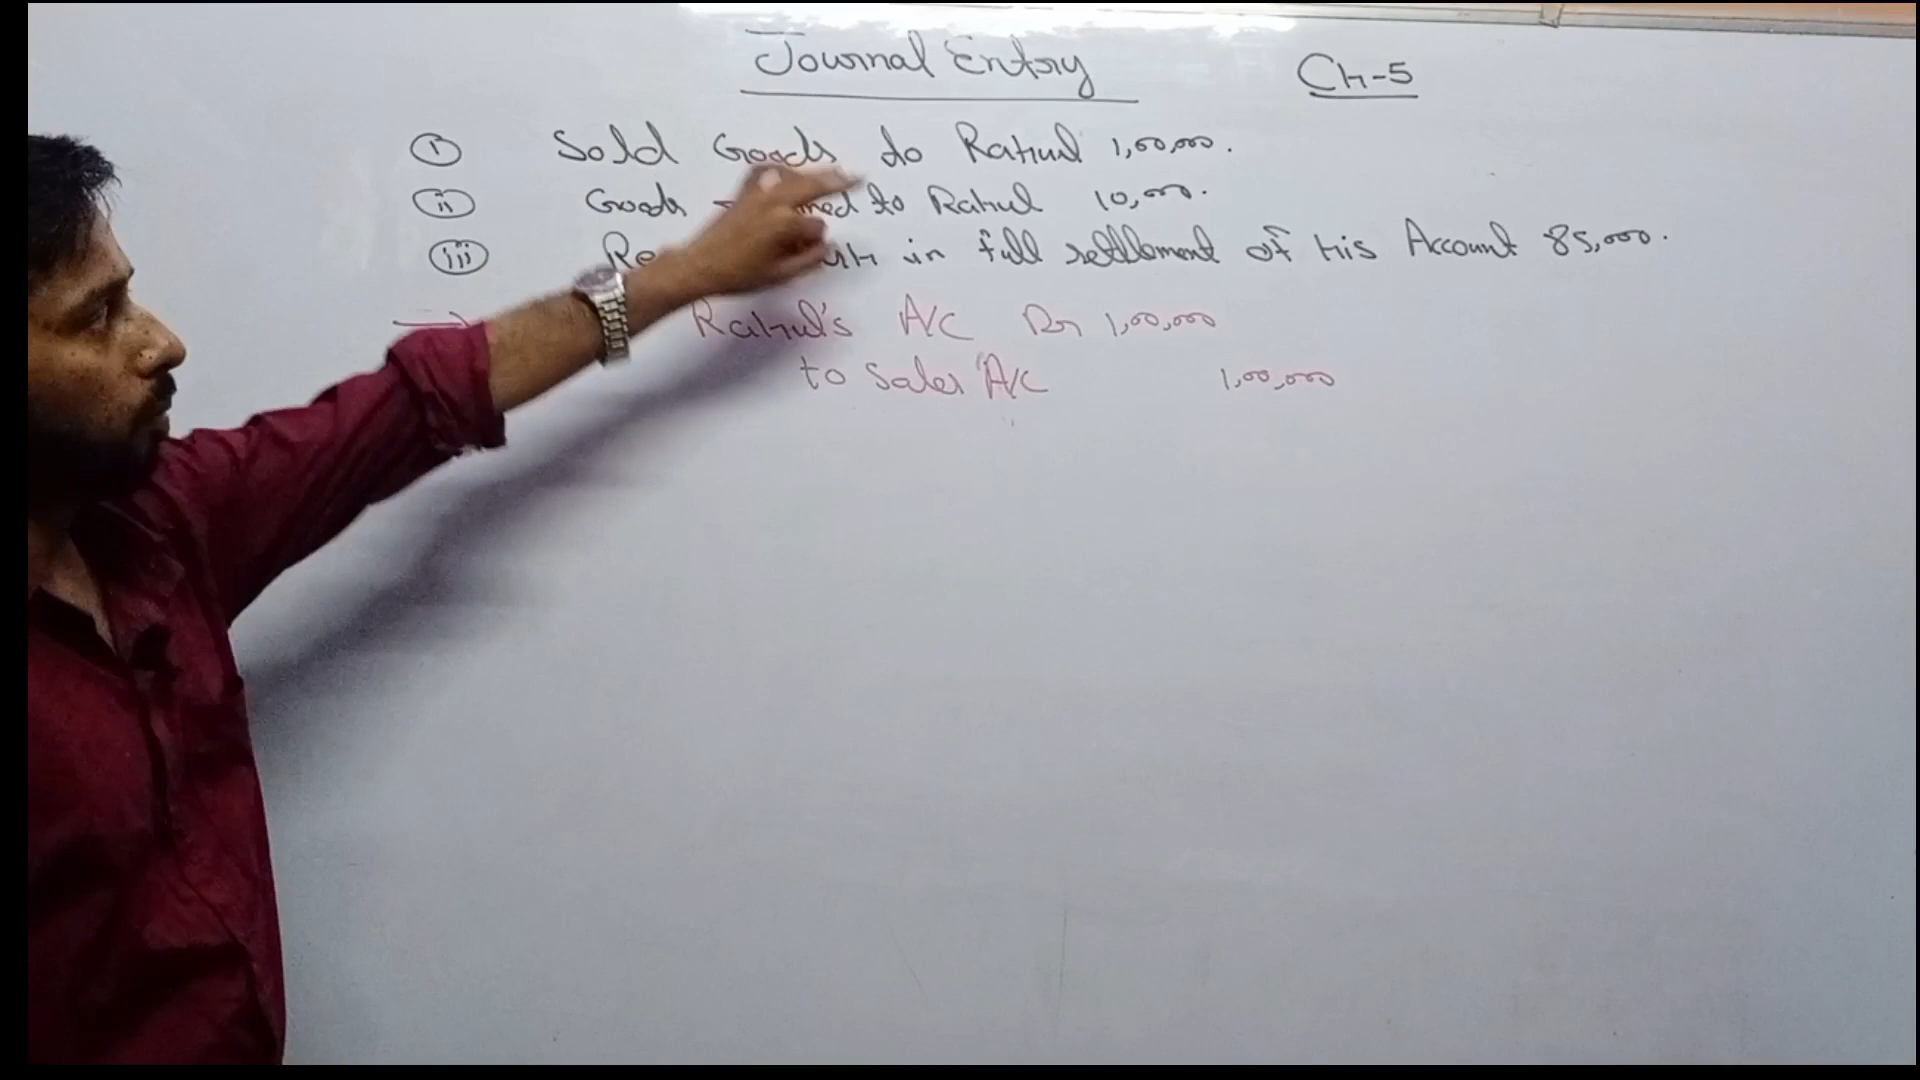 Journal Entry
Ch-5
(i) Sold Goods to Rahul 1,00,000.
(ii) Goods to Rahul 10,000.
(iii) in full settlement of His Account 85,000.
→ Rahul's A/C Dr 1,00,000
to Sales A/C 1,00,000